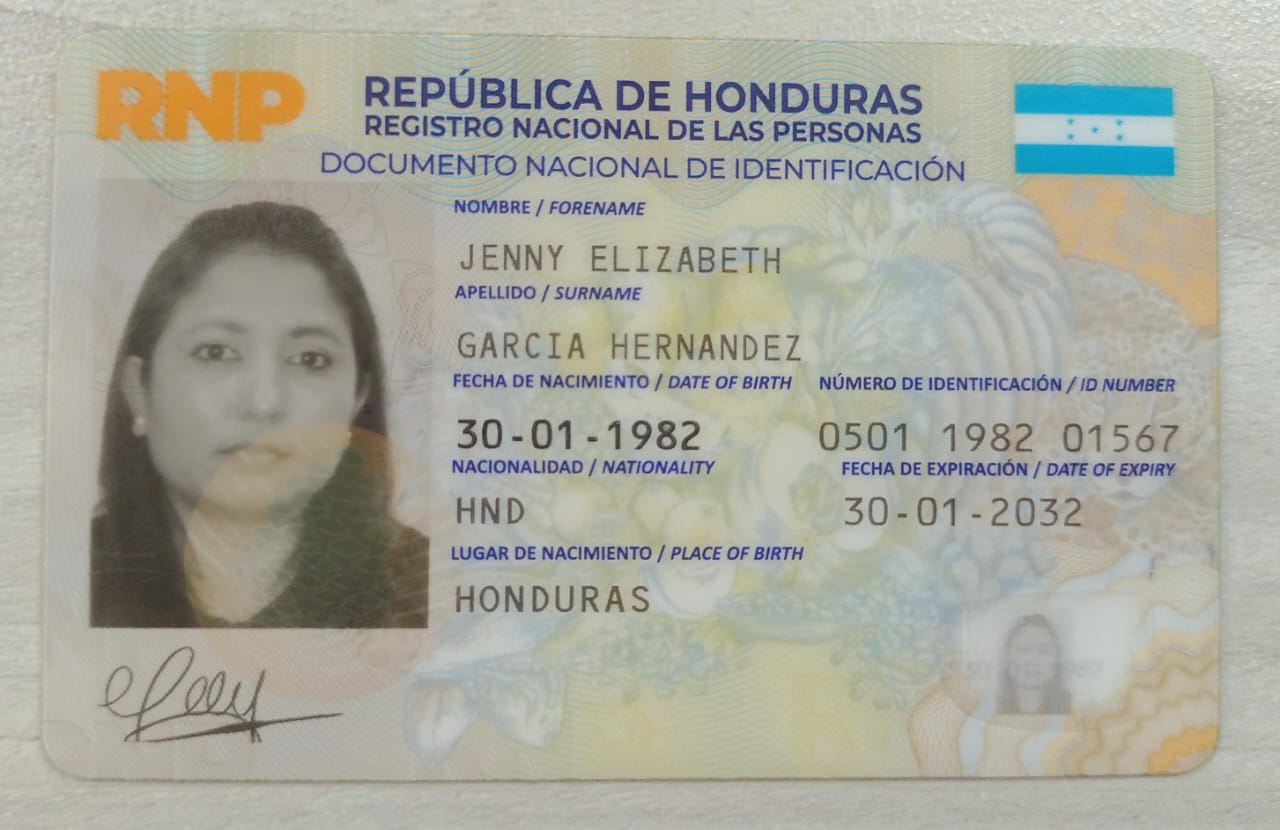 RNP
REPÚBLICA DE HONDURAS
REGISTRO NACIONAL DE LAS PERSONAS
DOCUMENTO NACIONAL DE IDENTIFICACIÓN
NOMBRE / FORENAME
JENNY ELIZABETH
APELLIDO / SURNAME
GARCIA HERNANDEZ
FECHA DE NACIMIENTO / DATE OF BIRTH
30-01-1982
NÚMERO DE IDENTIFICACIÓN / ID NUMBER
0501 1982 01567
NACIONALIDAD / NATIONALITY
HND
FECHA DE EXPIRACIÓN / DATE OF EXPIRY
30-01-2032
LUGAR DE NACIMIENTO / PLACE OF BIRTH
HONDURAS
30 01 1982